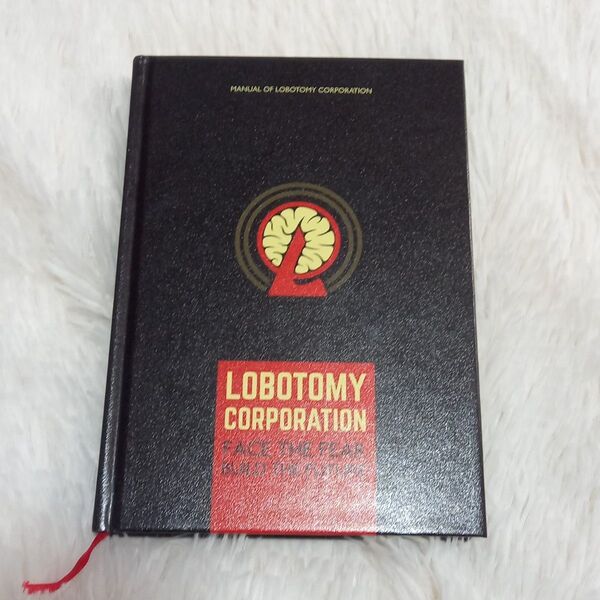 MANUAL OF LOBOTOMY CORPORATION
LOBOTOMY
CORPORATION
FACE THE FEAR
BUILD THE FUTURE